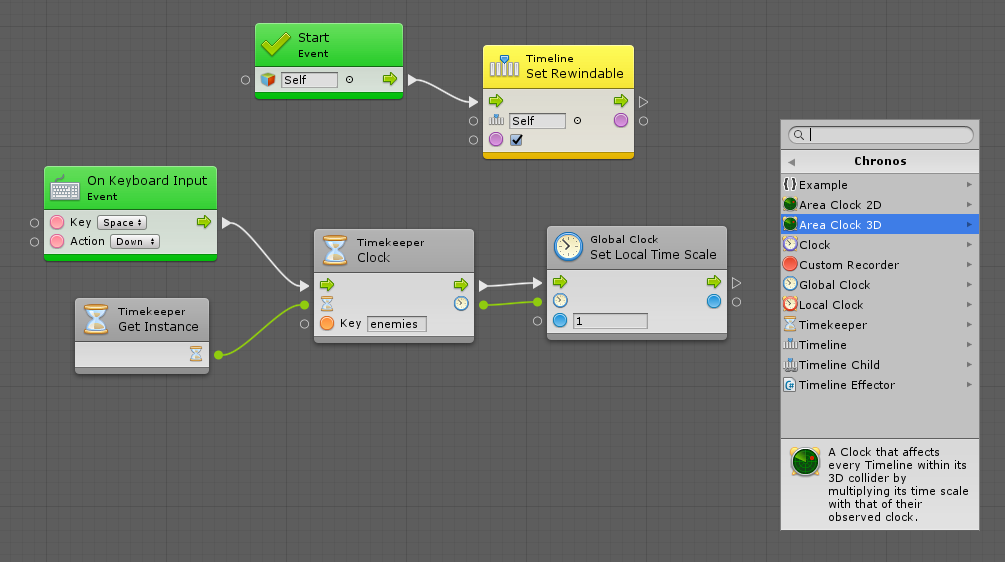 Start
Event
Self
Timeline
Set Rewindable
Self
On Keyboard Input
Event
Key Space
Action Down
Timekeeper
Get Instance
Timekeeper
Clock
Key enemies
Global Clock
Set Local Time Scale
1
Chronos
Example
Area Clock 2D
Area Clock 3D
Clock
Custom Recorder
Global Clock
Local Clock
Timekeeper
Timeline
Timeline Child
Timeline Effector
A Clock that affects
every Timeline within its
3D collider by
multiplying its time scale
with that of their
observed clock.